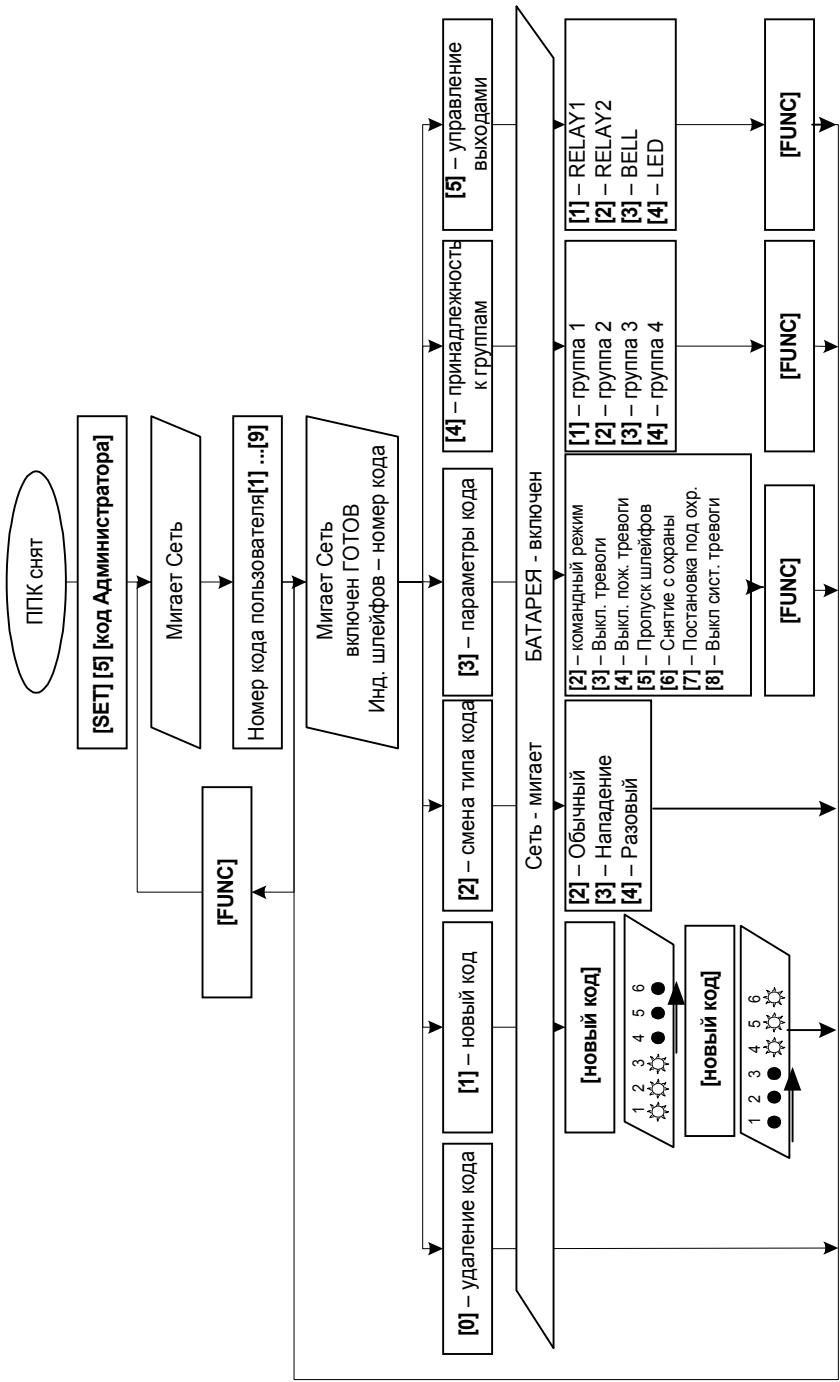 ППК снят
[SET] [5] [код Администратора]
Мигает Сеть
[FUNC]
Номер кода пользователя[1] ...[9]
Мигает Сеть
включен ГОТОВ
Инд. шлейфов – номер кода
[0] – удаление кода
[1] – новый код
[2] – смена типа кода
[3] – параметры кода
[4] – принадлежность
к группам
[5] – управление
выходами
Сеть - мигает
БАТАРЕЯ - включен
[новый код]
1 2 3 4 5 6
[новый код]
1 2 3 4 5 6
[2] – Обычный
[3] – Нападение
[4] – Разовый
[2] – командный режим
[3] – Выкл. тревоги
[4] – Выкл. пож. тревоги
[5] – Пропуск шлейфов
[6] – Снятие с охраны
[7] – Постановка под охр.
[8] – Выкл сист. тревоги
[FUNC]
[1] – группа 1
[2] – группа 2
[3] – группа 3
[4] – группа 4
[FUNC]
[1] – RELAY1
[2] – RELAY2
[3] – BELL
[4] – LED
[FUNC]